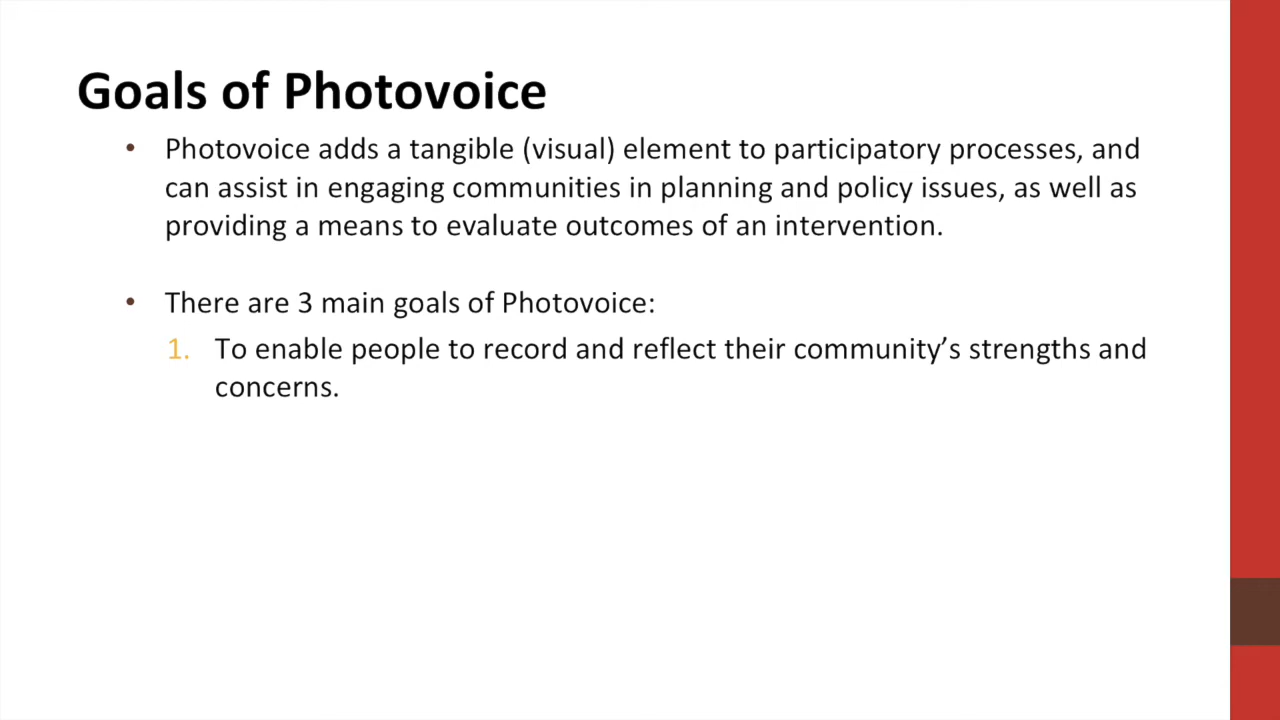 Goals of Photovoice
• Photovoice adds a tangible (visual) element to participatory processes, and
can assist in engaging communities in planning and policy issues, as well as
providing a means to evaluate outcomes of an intervention.
• There are 3 main goals of Photovoice:
1. To enable people to record and reflect their community’s strengths and
concerns.